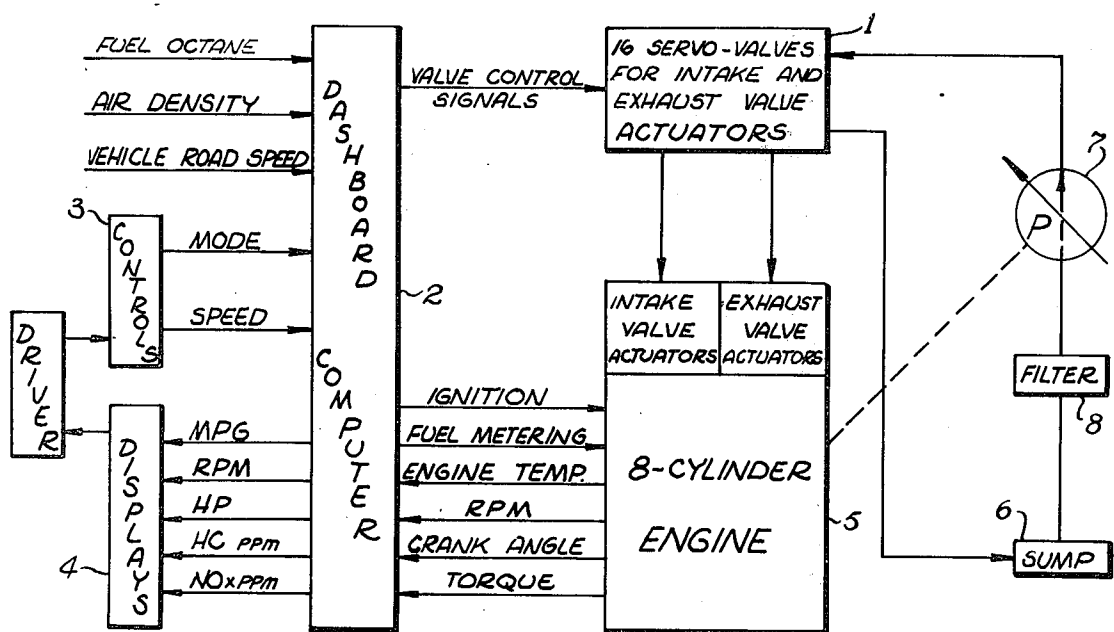 FUEL OCTANE
AIR DENSITY
VEHICLE ROAD SPEED
3
CONTROLS
MODE
SPEED
DRIVER
DISPLAYS
4
MPG
RPM
HP
HC ppm
NOx ppm
DASHBOARD COMPUTER
2
VALVE CONTROL
SIGNALS
IGNITION
FUEL METERING
ENGINE TEMP.
RPM
CRANK ANGLE
TORQUE
1
16 SERVO-VALVES
FOR INTAKE AND
EXHAUST VALVE
ACTUATORS
INTAKE
VALVE
ACTUATORS
EXHAUST
VALVE
ACTUATORS
8-CYLINDER
ENGINE
5
7
P
FILTER
8
6
SUMP